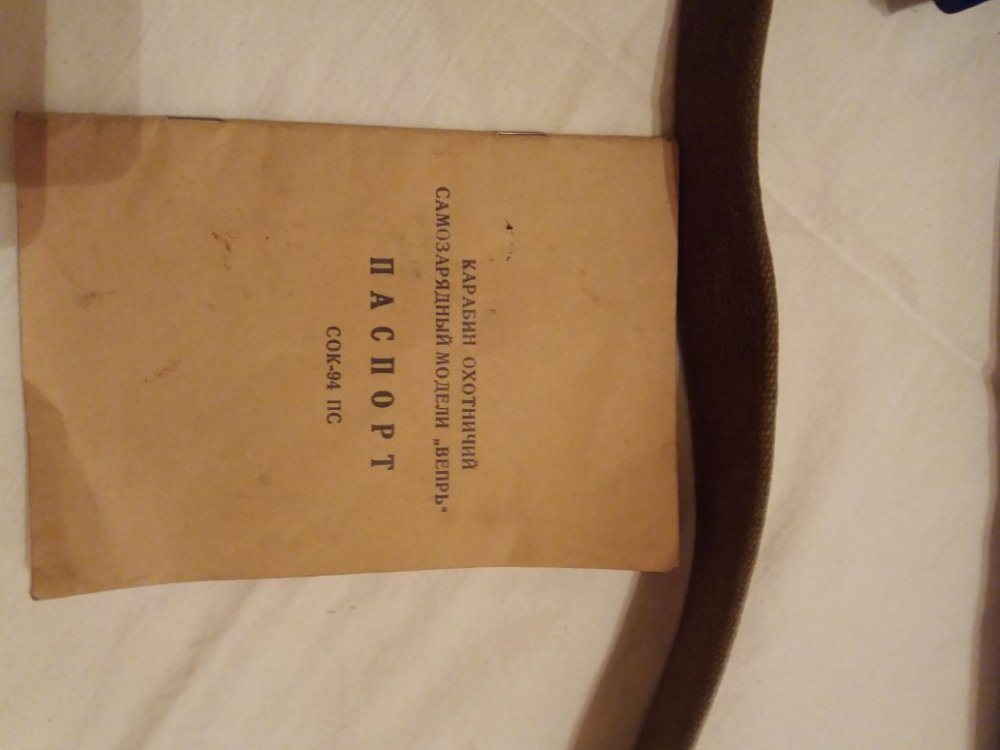 КАРАБИН ОХОТНИЧИЙ
САМОЗАРЯДНЫЙ МОДЕЛИ „ВЕПРЬ“
ПАСПОРТ
СОК-94 ПС